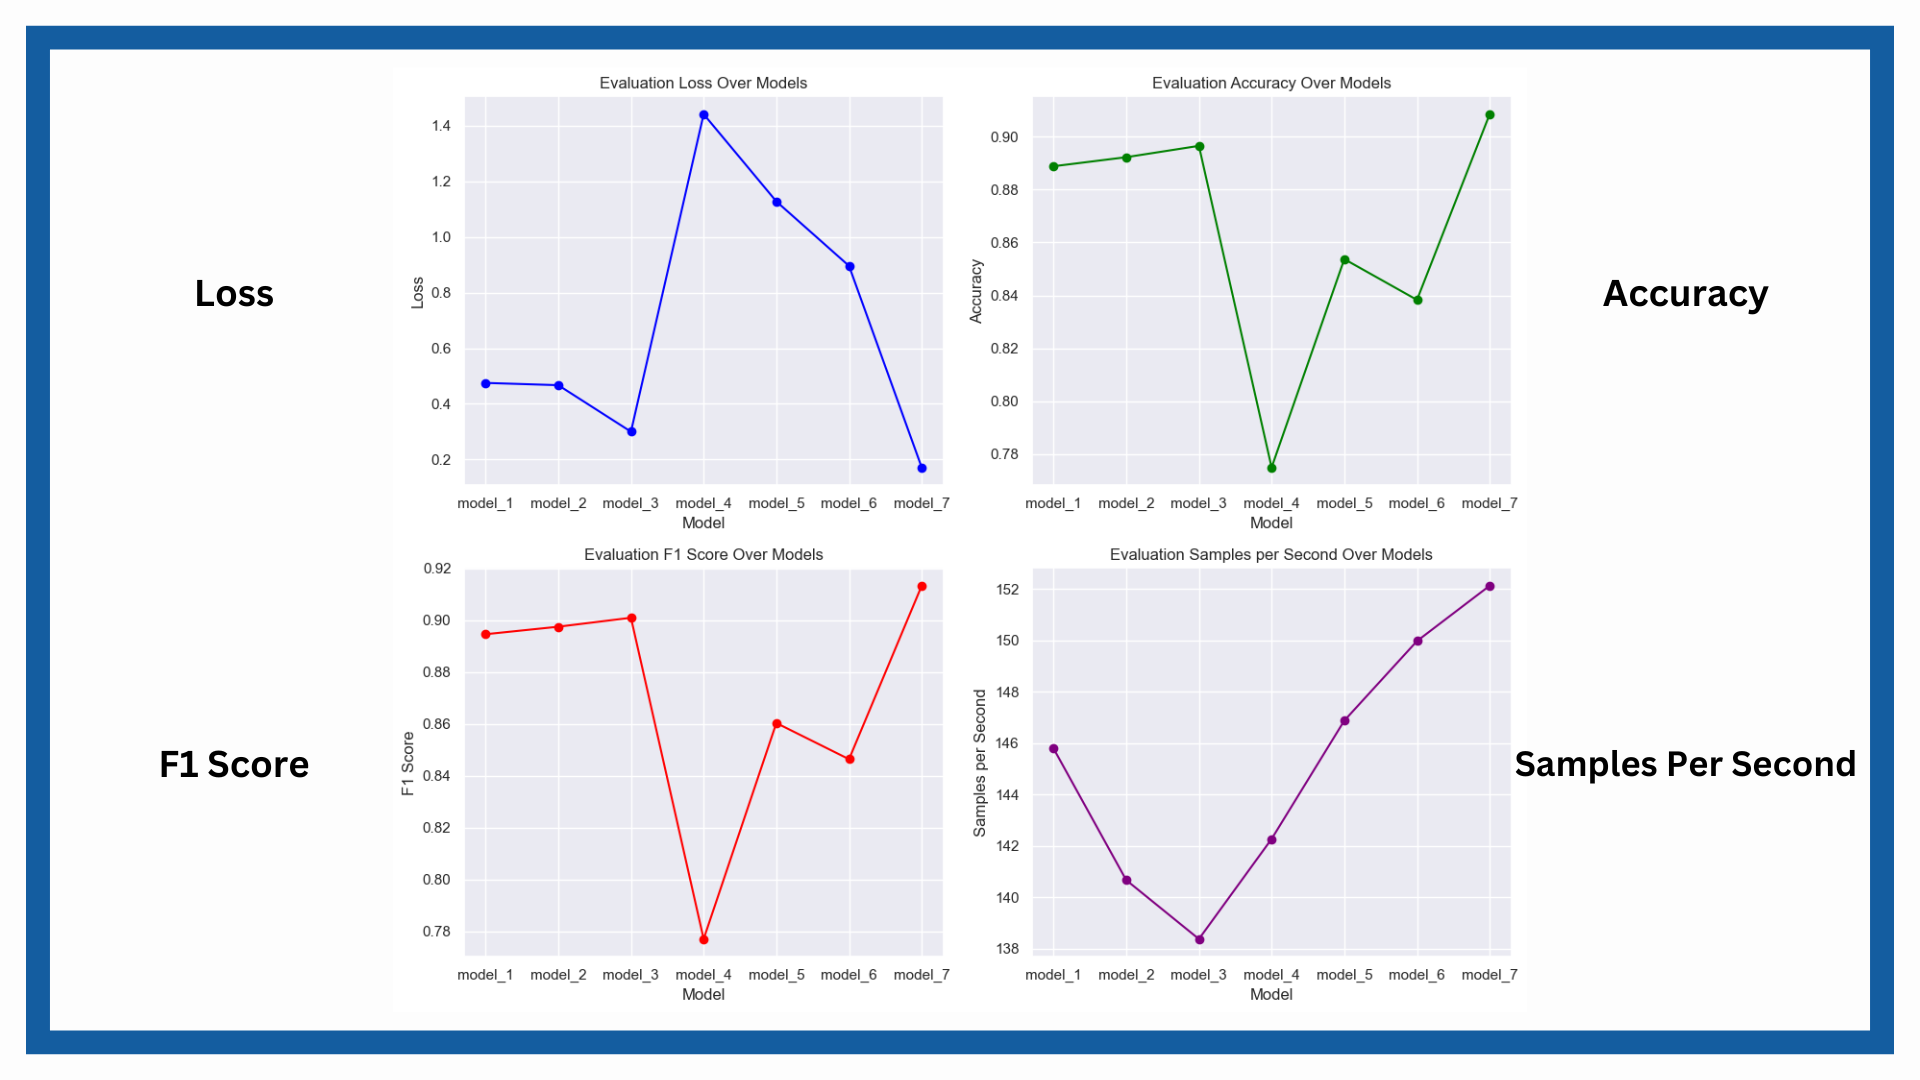 Loss
Evaluation Loss Over Models
1.4
1.2
1.0
0.8
0.6
0.4
0.2
Loss
model_1 model_2 model_3 model_4 model_5 model_6 model_7
Model
Evaluation Accuracy Over Models
0.90
0.88
0.86
0.84
0.82
0.80
0.78
Accuracy
model_1 model_2 model_3 model_4 model_5 model_6 model_7
Model
Accuracy
F1 Score
Evaluation F1 Score Over Models
0.92
0.90
0.88
0.86
0.84
0.82
0.80
0.78
F1 Score
model_1 model_2 model_3 model_4 model_5 model_6 model_7
Model
Evaluation Samples per Second Over Models
152
150
148
146
144
142
140
138
Samples per Second
model_1 model_2 model_3 model_4 model_5 model_6 model_7
Model
Samples Per Second